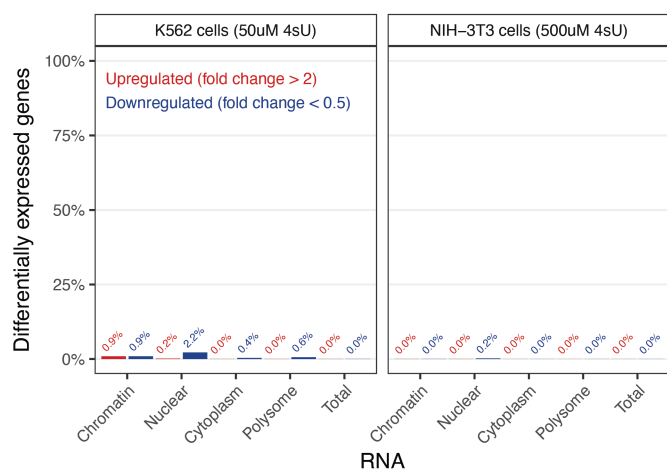 K562 cells (50uM 4sU)
NIH−3T3 cells (500uM 4sU)
Differentially expressed genes
100%
75%
50%
25%
0%
Upregulated (fold change > 2)
Downregulated (fold change < 0.5)
0.9% 0.9% 0.2% 2.2% 0.0% 0.4% 0.0% 0.6% 0.0% 0.0%
0.0% 0.0% 0.0% 0.2% 0.0% 0.0% 0.0% 0.0% 0.0% 0.0%
Chromatin Nuclear Cytoplasm Polysome Total
Chromatin Nuclear Cytoplasm Polysome Total
RNA